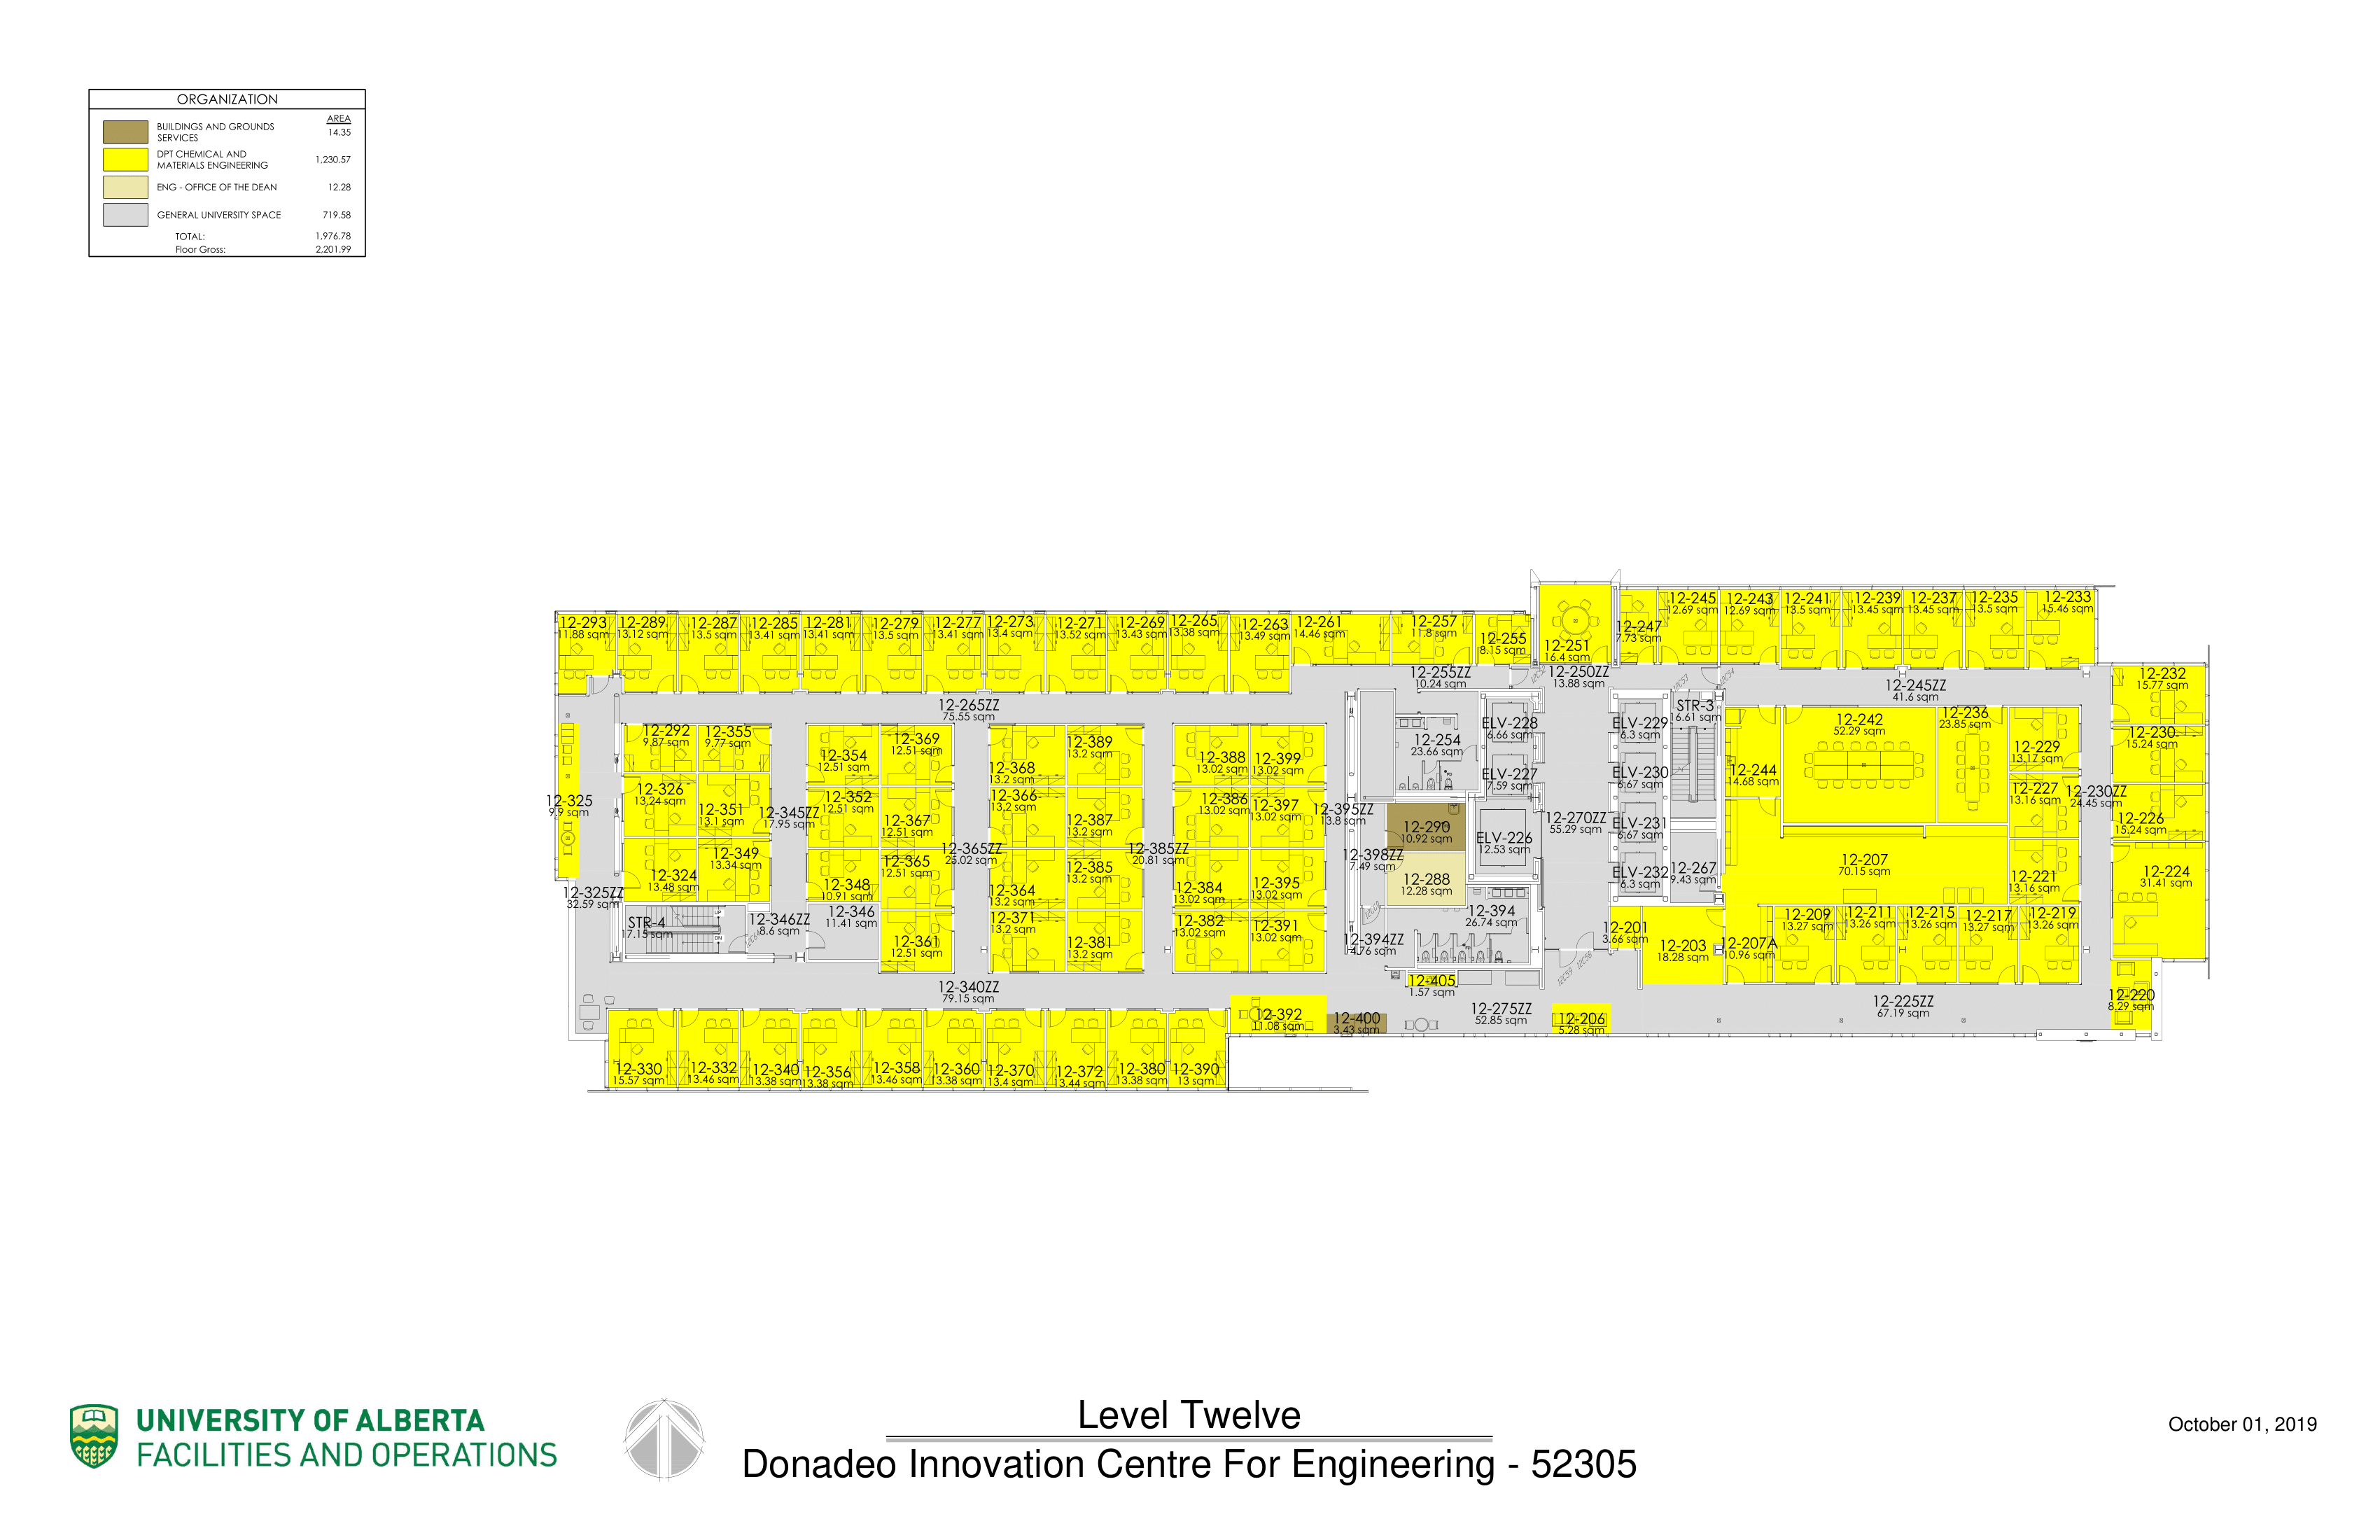 ORGANIZATION
AREA
BUILDINGS AND GROUNDS
SERVICES
14.35
DPT CHEMICAL AND
MATERIALS ENGINEERING
1,230.57
ENG - OFFICE OF THE DEAN 12.28
GENERAL UNIVERSITY SPACE 719.58
TOTAL: 1,976.78
Floor Gross: 2,201.99
12-293
11.88 sqm
12-289
13.12 sqm
12-287
13.5 sqm
12-285
13.41 sqm
12-281
13.41 sqm
12-279
13.5 sqm
12-277
13.41 sqm
12-273
13.4 sqm
12-271
13.52 sqm
12-269
13.43 sqm
12-265
13.38 sqm
12-263
13.49 sqm
12-261
14.46 sqm
12-257
11.8 sqm
12-255
8.15 sqm
12-251
16.4 sqm
12-247
7.73 sqm
12-245
12.69 sqm
12-243
12.69 sqm
12-241
13.5 sqm
12-239
13.45 sqm
12-237
13.45 sqm
12-235
13.5 sqm
12-233
15.46 sqm
12-255ZZ
10.24 sqm
12-250ZZ
13.88 sqm
12-245ZZ
41.6 sqm
12-232
15.77 sqm
12-265ZZ
75.55 sqm
12-292
9.87 sqm
12-355
9.77 sqm
12-354
12.51 sqm
12-369
12.51 sqm
12-368
13.2 sqm
12-389
13.2 sqm
12-388
13.02 sqm
12-399
13.02 sqm
12-254
23.66 sqm
ELV-228
6.66 sqm
ELV-229
6.3 sqm
STR-3
16.61 sqm
12-242
52.29 sqm
12-236
23.85 sqm
12-229
13.17 sqm
12-230
15.24 sqm
12-325
9.9 sqm
12-326
13.24 sqm
12-351
13.1 sqm
12-345ZZ
17.95 sqm
12-352
12.51 sqm
12-367
12.51 sqm
12-366
13.2 sqm
12-387
13.2 sqm
12-386
13.02 sqm
12-397
13.02 sqm
12-395ZZ
13.8 sqm
ELV-227
7.59 sqm
ELV-230
6.67 sqm
12-244
14.68 sqm
12-227
13.16 sqm
12-230ZZ
24.45 sqm
12-226
15.24 sqm
12-290
10.92 sqm
ELV-226
12.53 sqm
12-270ZZ
55.29 sqm
ELV-231
6.67 sqm
12-324
13.48 sqm
12-349
13.34 sqm
12-348
10.91 sqm
12-365
12.51 sqm
12-365ZZ
25.02 sqm
12-364
13.2 sqm
12-385
13.2 sqm
12-385ZZ
20.81 sqm
12-384
13.02 sqm
12-395
13.02 sqm
12-398ZZ
7.49 sqm
12-288
12.28 sqm
ELV-232
6.3 sqm
12-267
9.43 sqm
12-207
70.15 sqm
12-221
13.16 sqm
12-224
31.41 sqm
12-325ZZ
32.59 sqm
STR-4
17.15 sqm
UP
DN
12-346ZZ
8.6 sqm
12-346
11.41 sqm
12-361
12.51 sqm
12-371
13.2 sqm
12-381
13.2 sqm
12-382
13.02 sqm
12-391
13.02 sqm
12-394ZZ
4.76 sqm
12-394
26.74 sqm
12-201
3.66 sqm
12-203
18.28 sqm
12-207A
10.96 sqm
12-209
13.27 sqm
12-211
13.26 sqm
12-215
13.26 sqm
12-217
13.27 sqm
12-219
13.26 sqm
12-340ZZ
79.15 sqm
12-405
1.57 sqm
12-392
11.08 sqm
12-400
3.43 sqm
12-275ZZ
52.85 sqm
12-206
5.28 sqm
12-225ZZ
67.19 sqm
12-220
8.29 sqm
12-330
15.57 sqm
12-332
13.46 sqm
12-340
13.38 sqm
12-356
13.38 sqm
12-358
13.46 sqm
12-360
13.38 sqm
12-370
13.4 sqm
12-372
13.44 sqm
12-380
13.38 sqm
12-390
13 sqm
12C53
12C54
12C59
12C58
UNIVERSITY OF ALBERTA
FACILITIES AND OPERATIONS
Level Twelve
Donadeo Innovation Centre For Engineering - 52305
October 01, 2019